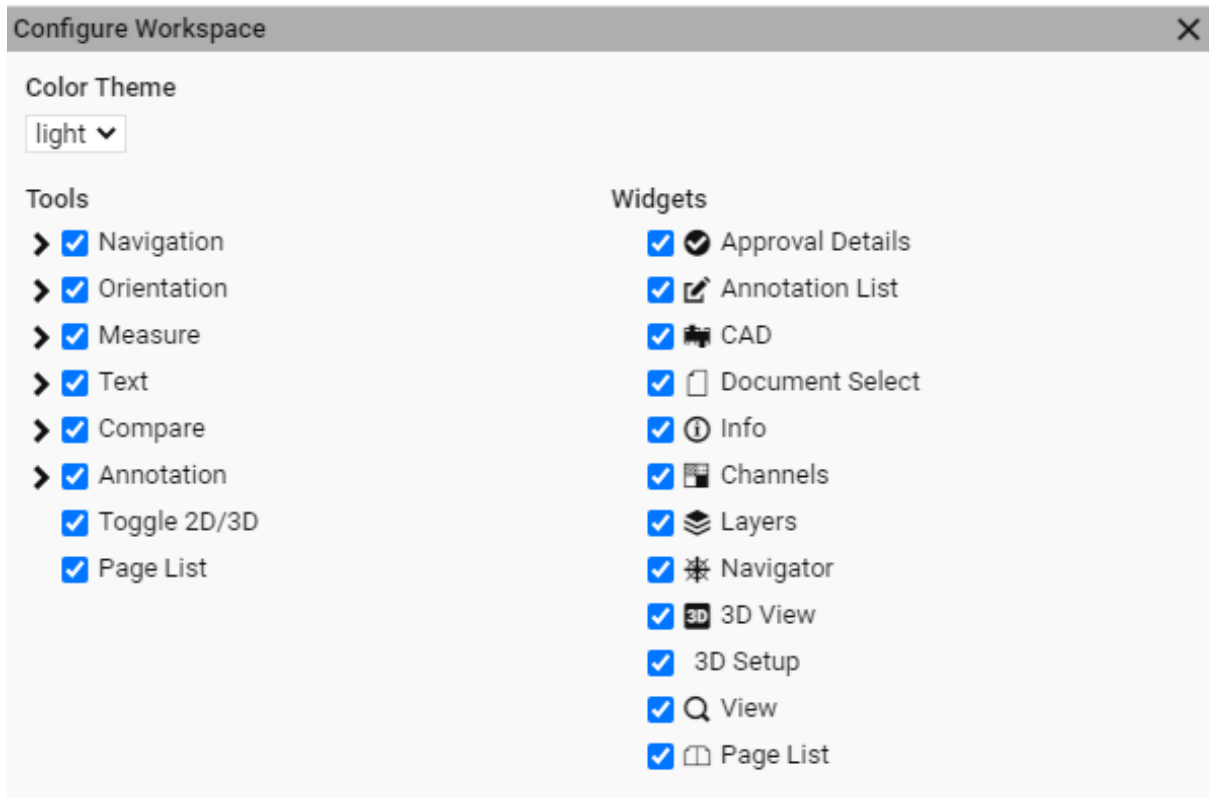 Configure Workspace
Color Theme
light
Tools
Navigation
Orientation
Measure
Text
Compare
Annotation
Toggle 2D/3D
Page List
Widgets
Approval Details
Annotation List
CAD
Document Select
Info
Channels
Layers
Navigator
3D 3D View
3D Setup
View
Page List